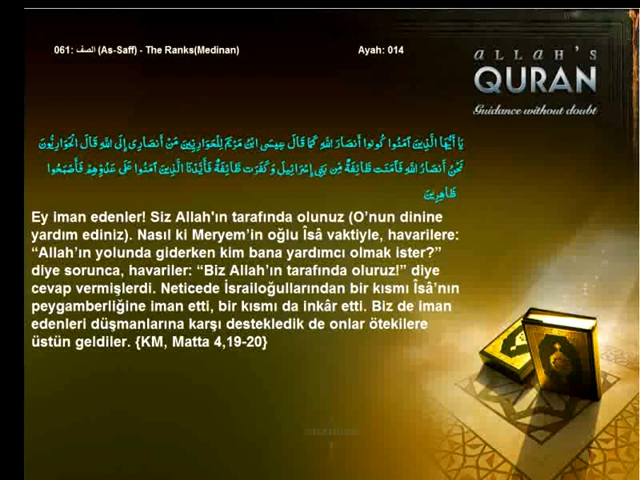 061: الصف (As-Saff) - The Ranks(Medinan)
Ayah: 014
ALLAH'S
QURAN
Guidance without doubt
يَا أَيُّهَا الَّذِينَ آمَنُوا كُونوا أَنصَارَ اللَّهِ كَمَا قَالَ عِيسَى ابْنُ مَرْيَمَ لِلْحَوَارِيِّينَ مَنْ أَنصَارِي إِلَى اللَّهِ قَالَ الْحَوَارِيُّونَ
نَحْنُ أَنصَارُ اللَّهِ فَآمَنَت طَّائِفَةٌ مِّن بَنِي إِسْرَائِيلَ وَكَفَرَت طَّائِفَةٌ فَأَيَّدْنَا الَّذِينَ آمَنُوا عَلَى عَدُوِّهِمْ فَأَصْبَحُوا
ظَاهِرِينَ
Ey iman edenler! Siz Allah'ın tarafında olunuz (O’nun dinine
yardım ediniz). Nasıl ki Meryem’in oğlu Îsâ vaktiyle, havarilere:
“Allah’ın yolunda giderken kim bana yardımcı olmak ister?”
diye sorunca, havariler: “Biz Allah’ın tarafında oluruz!” diye
cevap vermişlerdi. Neticede İsrailoğullarından bir kısmı Îsâ’nın
peygamberliğine iman etti, bir kısmı da inkâr etti. Biz de iman
edenleri düşmanlarına karşı destekledik de onlar ötekilere
üstün geldiler. {KM, Matta 4,19-20}